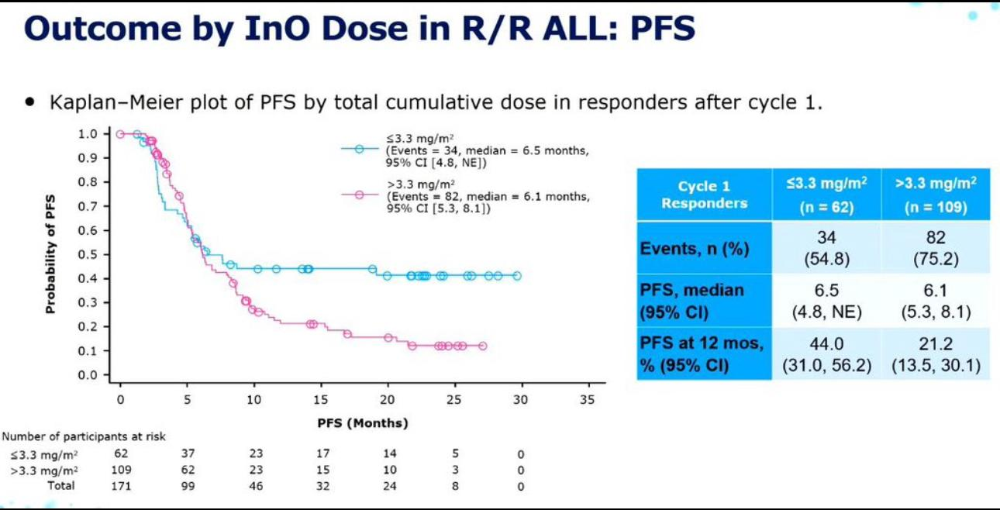 Outcome by InO Dose in R/R ALL: PFS
• Kaplan–Meier plot of PFS by total cumulative dose in responders after cycle 1.
≤3.3 mg/m²
(Events = 34, median = 6.5 months,
95% CI [4.8, NE])
>3.3 mg/m²
(Events = 82, median = 6.1 months,
95% CI [5.3, 8.1])
Probability of PFS
1.0
0.9
0.8
0.7
0.6
0.5
0.4
0.3
0.2
0.1
0.0
0 5 10 15 20 25 30 35
PFS (Months)
Number of participants at risk
≤3.3 mg/m² 62 37 23 17 14 5 0
>3.3 mg/m² 109 62 23 15 10 3 0
Total 171 99 46 32 24 8 0
Cycle 1
Responders
≤3.3 mg/m²
(n = 62)
>3.3 mg/m²
(n = 109)
Events, n (%)
34
(54.8)
82
(75.2)
PFS, median
(95% CI)
6.5
(4.8, NE)
6.1
(5.3, 8.1)
PFS at 12 mos,
% (95% CI)
44.0
(31.0, 56.2)
21.2
(13.5, 30.1)